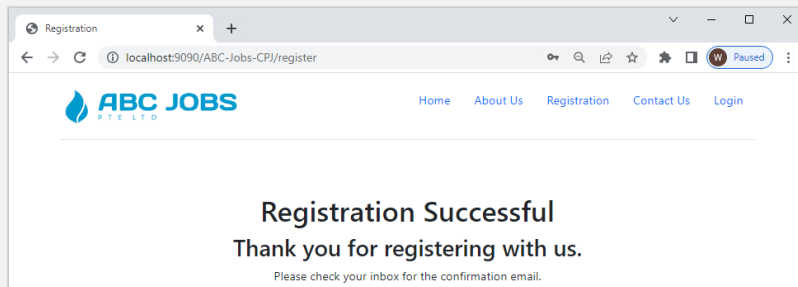 Registration
localhost:9090/ABC-Jobs-CPJ/register
W Paused
ABC JOBS
PTE LTD
Home About Us Registration Contact Us Login
Registration Successful
Thank you for registering with us.
Please check your inbox for the confirmation email.